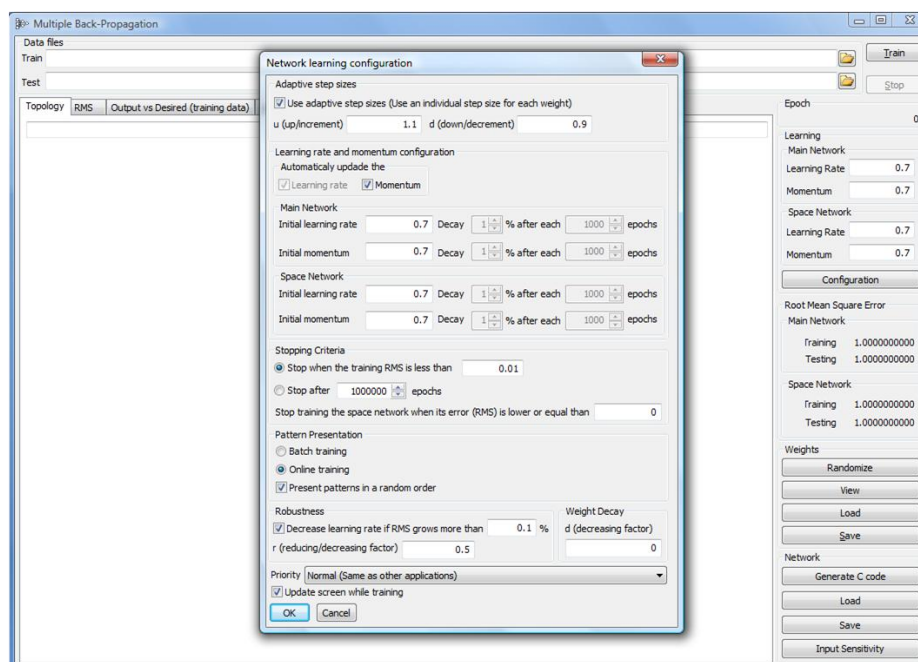 Multiple Back-Propagation
Data files
Train
Test
Train
Stop
Topology RMS Output vs Desired (training data)
Network learning configuration
Adaptive step sizes
Use adaptive step sizes (Use an individual step size for each weight)
u (up/increment) 1.1 d (down/decrement) 0.9
Learning rate and momentum configuration
Automaticaly updade the
Learning rate Momentum
Main Network
Initial learning rate 0.7 Decay 1 % after each 1000 epochs
Initial momentum 0.7 Decay 1 % after each 1000 epochs
Space Network
Initial learning rate 0.7 Decay 1 % after each 1000 epochs
Initial momentum 0.7 Decay 1 % after each 1000 epochs
Stopping Criteria
Stop when the training RMS is less than 0.01
Stop after 1000000 epochs
Stop training the space network when its error (RMS) is lower or equal than 0
Pattern Presentation
Batch training
Online training
Present patterns in a random order
Robustness
Decrease learning rate if RMS grows more than 0.1 %
r (reducing/decreasing factor) 0.5
Weight Decay
d (decreasing factor)
0
Priority Normal (Same as other applications)
Update screen while training
OK Cancel
Epoch
0
Learning
Main Network
Learning Rate 0.7
Momentum 0.7
Space Network
Learning Rate 0.7
Momentum 0.7
Configuration
Root Mean Square Error
Main Network
Training 1.0000000000
Testing 1.0000000000
Space Network
Training 1.0000000000
Testing 1.0000000000
Weights
Randomize
View
Load
Save
Network
Generate C code
Load
Save
Input Sensitivity